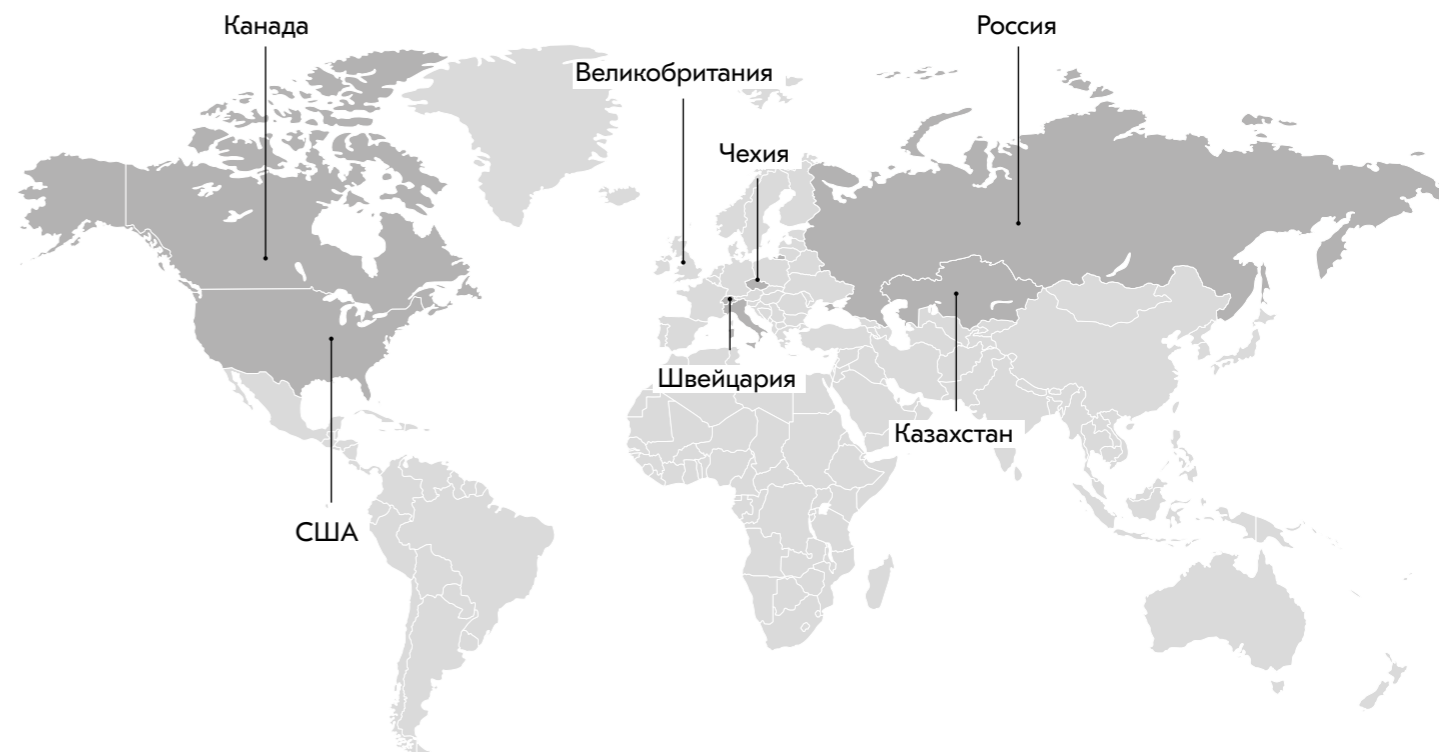 Канада
Россия
Великобритания
Чехия
Швейцария
Казахстан
США